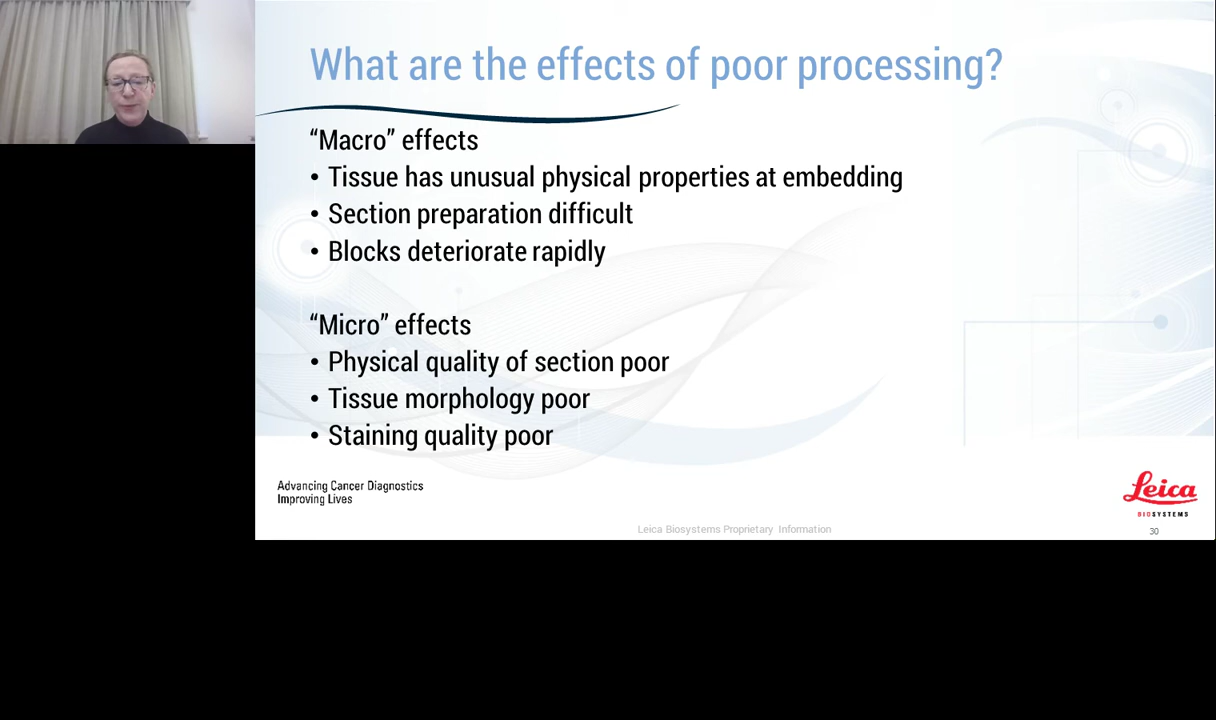 What are the effects of poor processing?
“Macro” effects
• Tissue has unusual physical properties at embedding
• Section preparation difficult
• Blocks deteriorate rapidly
“Micro” effects
• Physical quality of section poor
• Tissue morphology poor
• Staining quality poor
Advancing Cancer Diagnostics
Improving Lives
Leica
BIOSYSTEMS
Leica Biosystems Proprietary Information
30